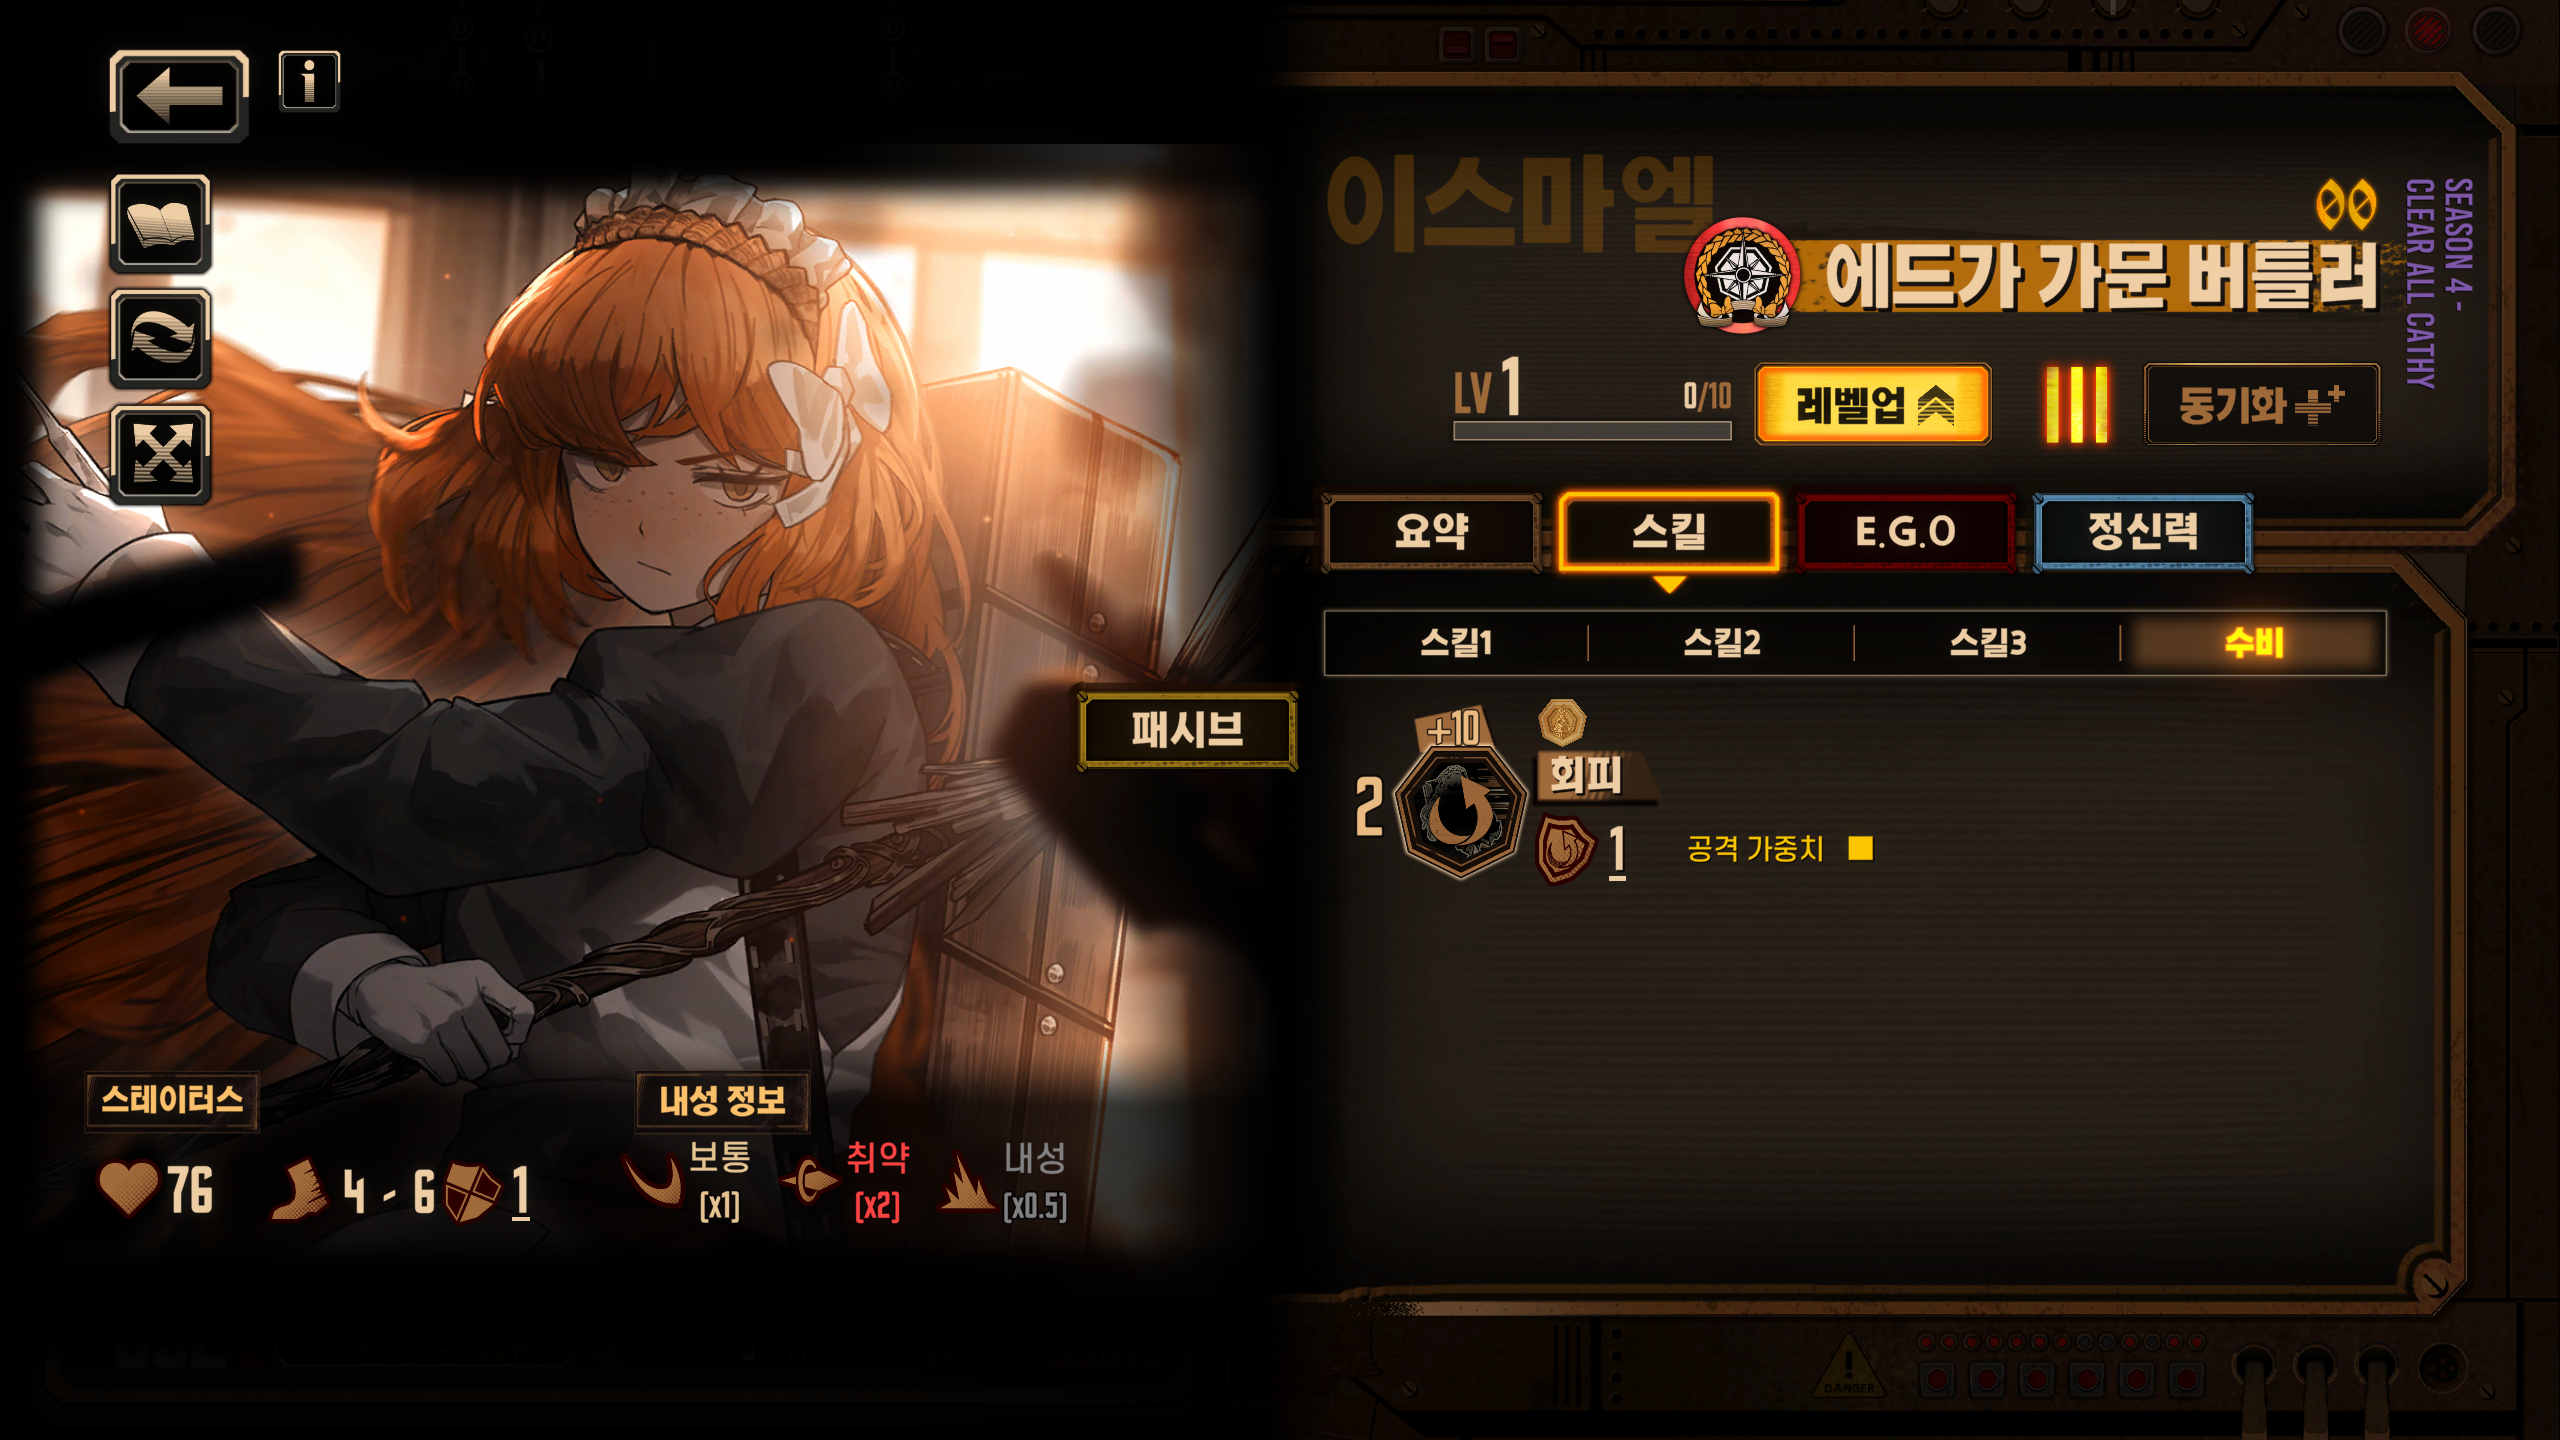 이스마엘
에드가 가문 버틀러
SEASON 4 -
CLEAR ALL CATHY
LV 1
0/10
레벨업
동기화
요약
스킬
E.G.O
정신력
스킬1
스킬2
스킬3
수비
패시브
+10
2
회피
1
공격 가중치
스테이터스
76
4 - 6
1
내성 정보
보통
[x1]
취약
[x2]
내성
[x0.5]
DANGER